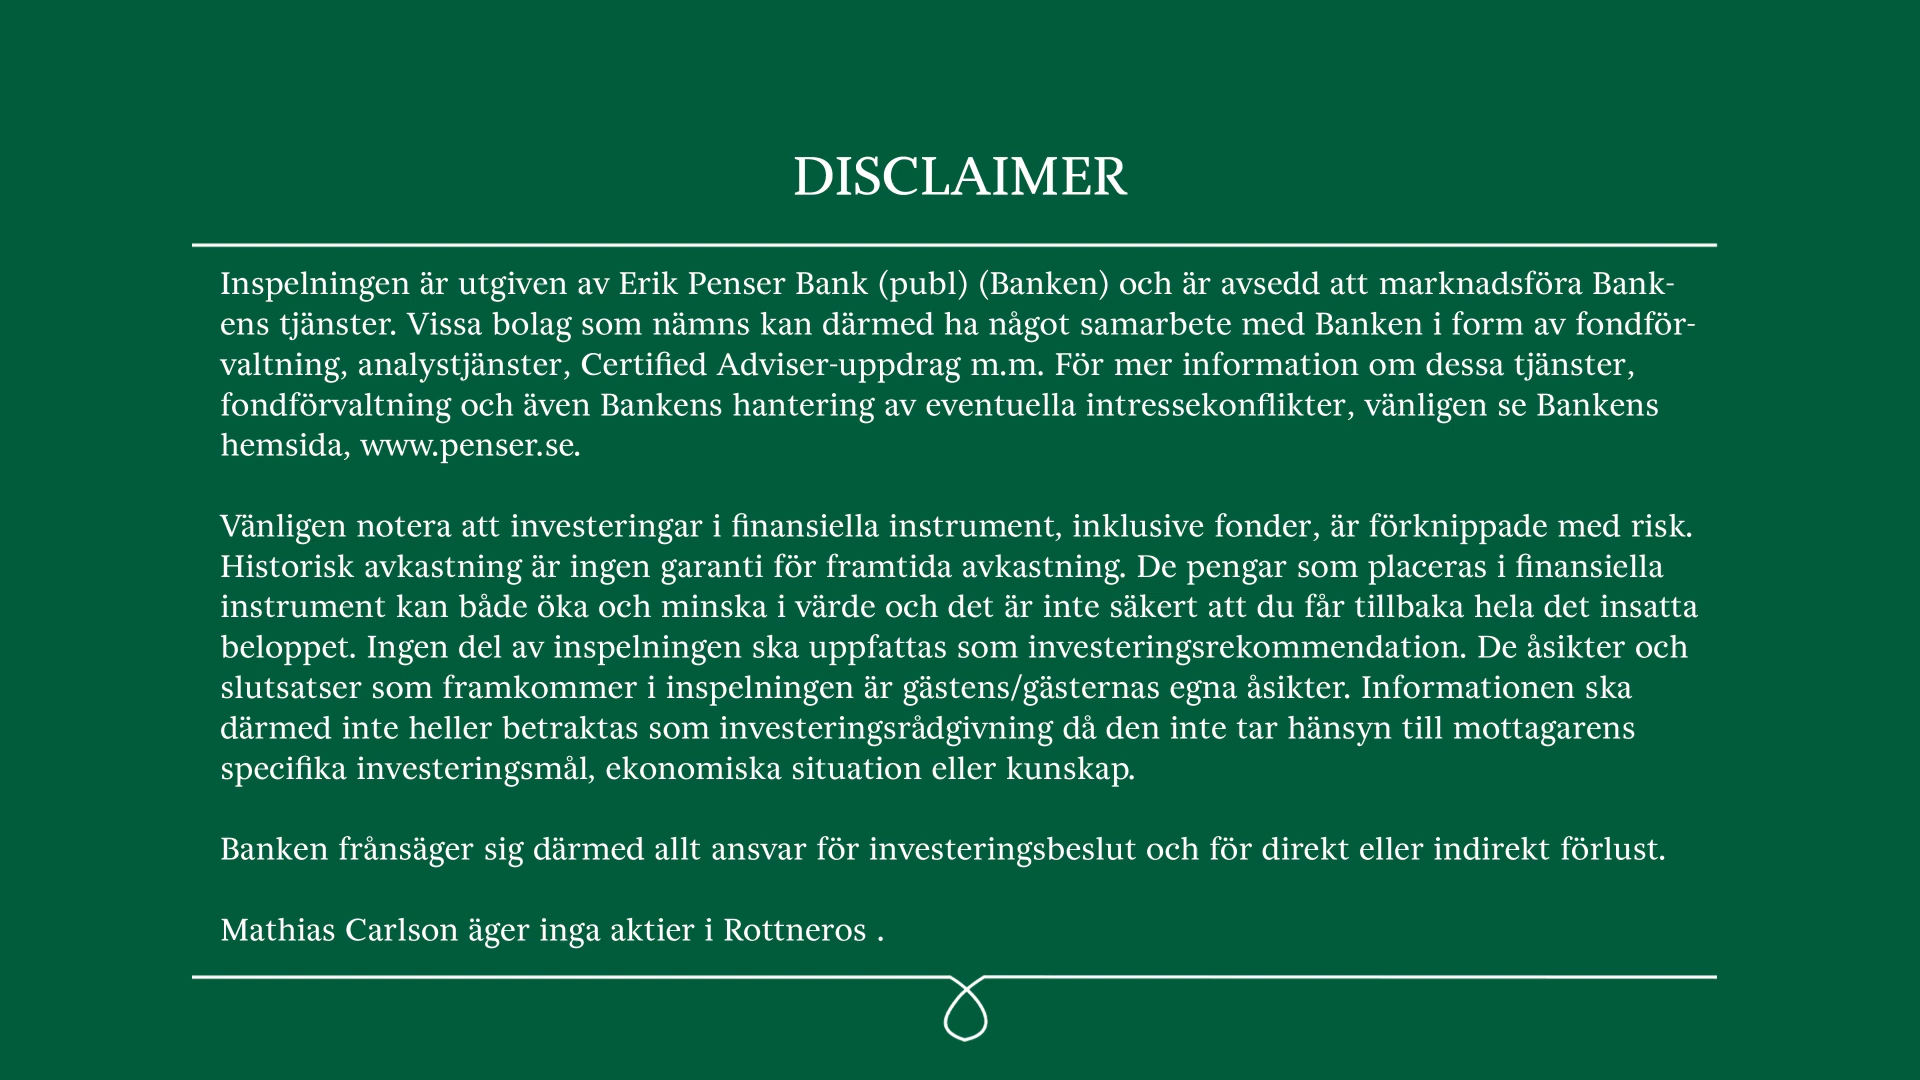 DISCLAIMER
Inspelningen är utgiven av Erik Penser Bank (publ) (Banken) och är avsedd att marknadsföra Bank-
ens tjänster. Vissa bolag som nämns kan därmed ha något samarbete med Banken i form av fondför-
valtning, analystjänster, Certified Adviser-uppdrag m.m. För mer information om dessa tjänster,
fondförvaltning och även Bankens hantering av eventuella intressekonflikter, vänligen se Bankens
hemsida, www.penser.se.
Vänligen notera att investeringar i finansiella instrument, inklusive fonder, är förknippade med risk.
Historisk avkastning är ingen garanti för framtida avkastning. De pengar som placeras i finansiella
instrument kan både öka och minska i värde och det är inte säkert att du får tillbaka hela det insatta
beloppet. Ingen del av inspelningen ska uppfattas som investeringsrekommendation. De åsikter och
slutsatser som framkommer i inspelningen är gästens/gästernas egna åsikter. Informationen ska
därmed inte heller betraktas som investeringsrådgivning då den inte tar hänsyn till mottagarens
specifika investeringsmål, ekonomiska situation eller kunskap.
Banken frånsäger sig därmed allt ansvar för investeringsbeslut och för direkt eller indirekt förlust.
Mathias Carlson äger inga aktier i Rottneros .